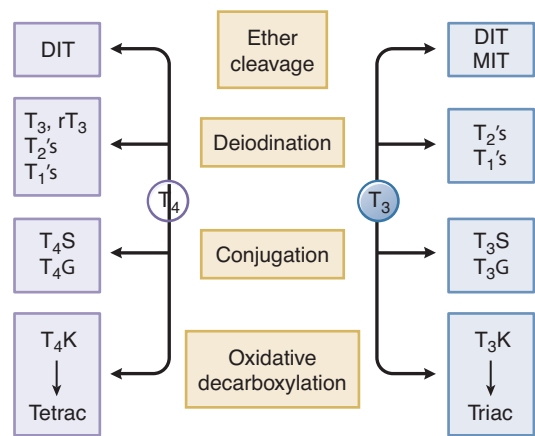 DIT
Ether
cleavage
DIT
MIT
T₃, rT₃
T₂'s
T₁'s
Deiodination
T₂'s
T₁'s
T₄
T₃
T₄S
T₄G
Conjugation
T₃S
T₃G
T₄K
Tetrac
Oxidative
decarboxylation
T₃K
Triac